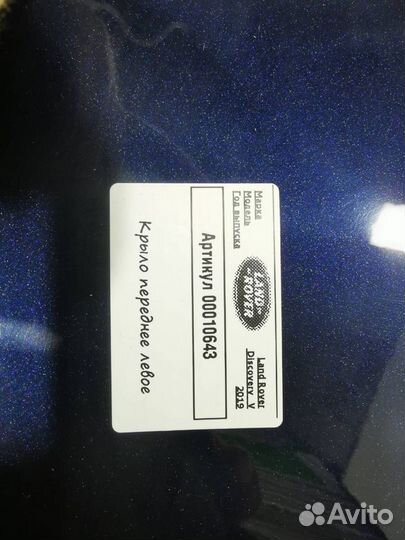 Марка Land Rover
Модель Discovery V
Год выпуска 2019
LAND-
-ROVER
Артикул 00010643
Крыло переднее левое
Avito